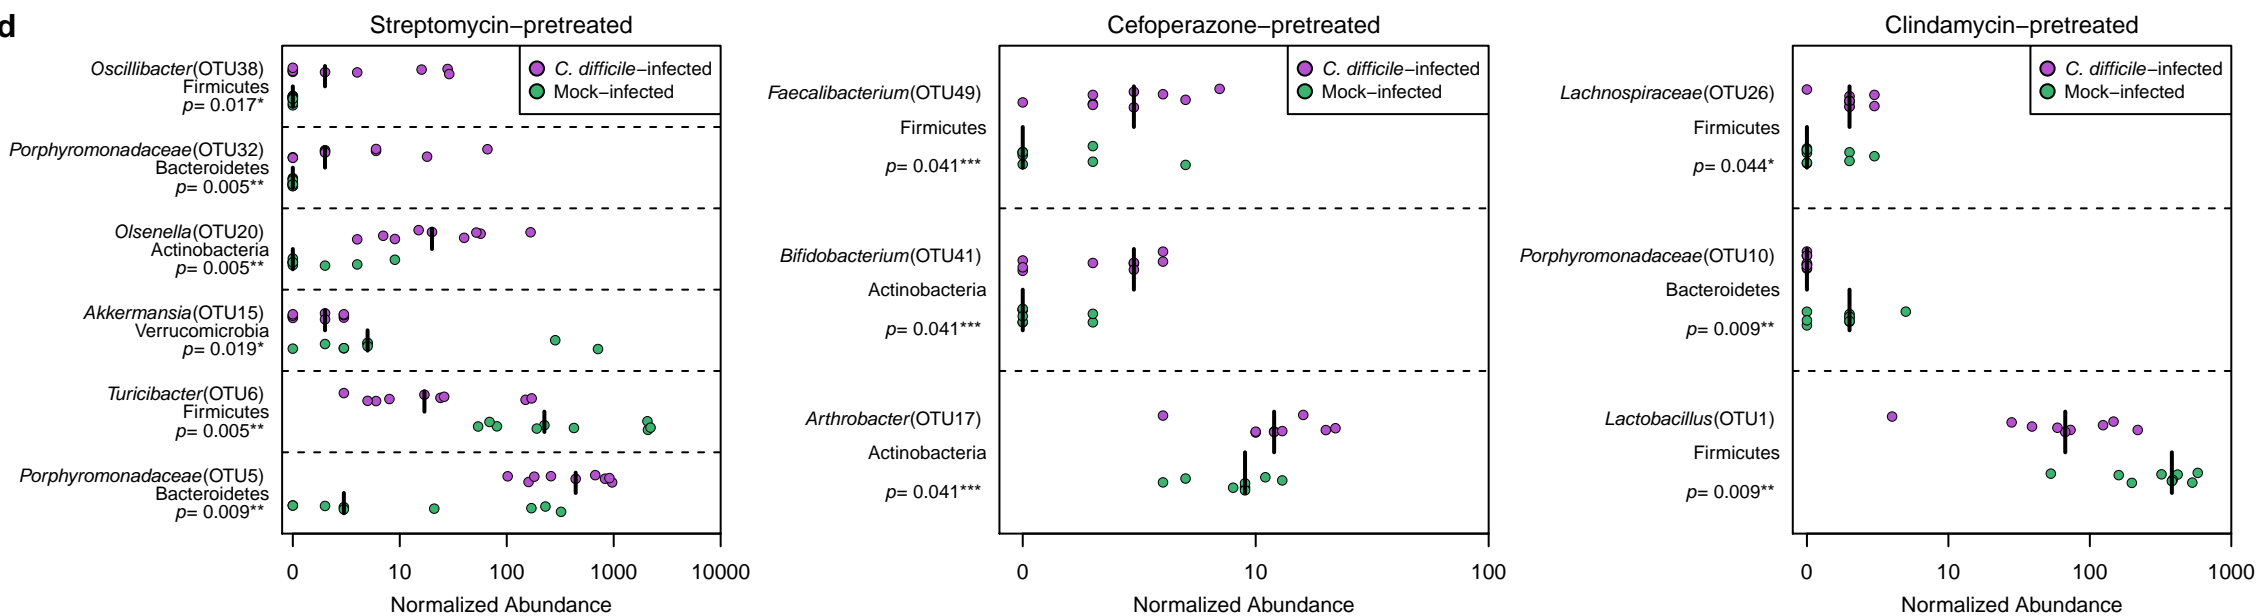 d
Streptomycin−pretreated
Oscillibacter(OTU38)
Firmicutes
p= 0.017*
Porphyromonadaceae(OTU32)
Bacteroidetes
p= 0.005**
Olsenella(OTU20)
Actinobacteria
p= 0.005**
Akkermansia(OTU15)
Verrucomicrobia
p= 0.019*
Turicibacter(OTU6)
Firmicutes
p= 0.005**
Porphyromonadaceae(OTU5)
Bacteroidetes
p= 0.009**
C. difficile−infected
Mock−infected
0 10 100 1000 10000
Normalized Abundance
Cefoperazone−pretreated
Faecalibacterium(OTU49)
Firmicutes
p= 0.041***
Bifidobacterium(OTU41)
Actinobacteria
p= 0.041***
Arthrobacter(OTU17)
Actinobacteria
p= 0.041***
C. difficile−infected
Mock−infected
0 10 100
Normalized Abundance
Clindamycin−pretreated
Lachnospiraceae(OTU26)
Firmicutes
p= 0.044*
Porphyromonadaceae(OTU10)
Bacteroidetes
p= 0.009**
Lactobacillus(OTU1)
Firmicutes
p= 0.009**
C. difficile−infected
Mock−infected
0 10 100 1000
Normalized Abundance